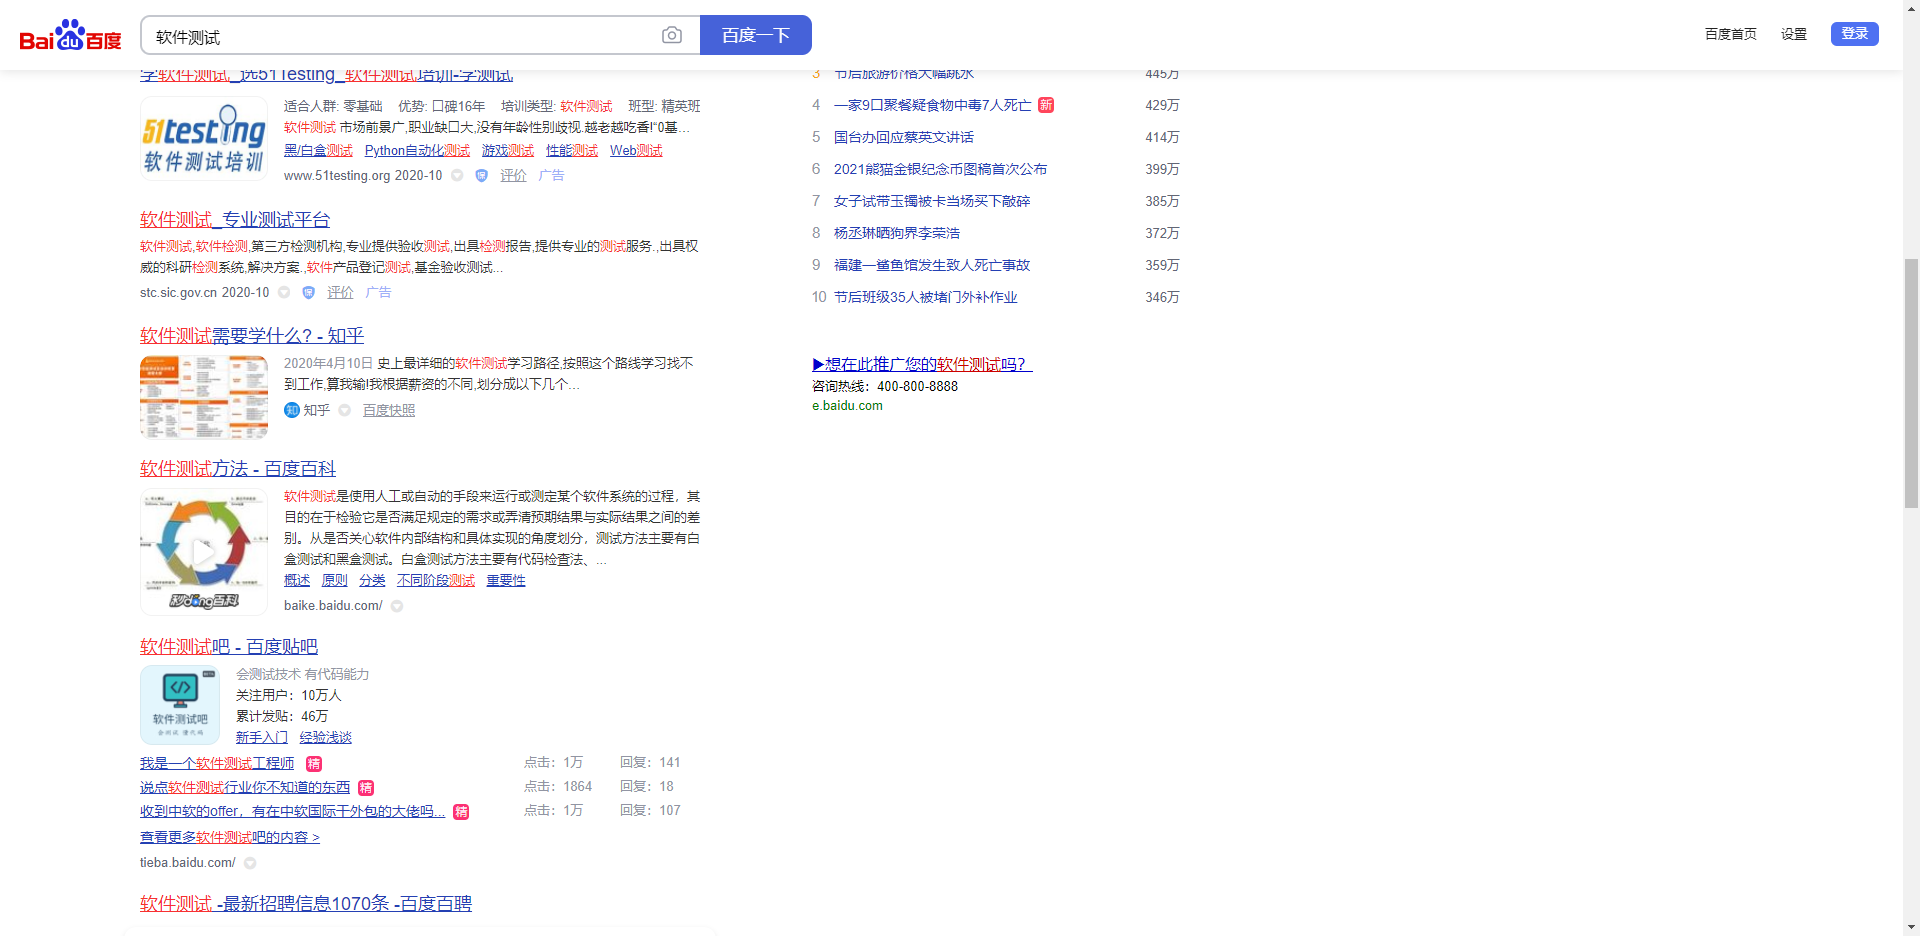 Bai du 百度
软件测试
百度一下
百度首页 设置 登录
学软件测试_选51Testing_软件测试培训-学测试
51testing
软件测试培训
适合人群: 零基础 优势: 口碑16年 培训类型: 软件测试 班型: 精英班
软件测试 市场前景广,职业缺口大,没有年龄性别歧视.越老越吃香!“0基...
黑/白盒测试 Python自动化测试 游戏测试 性能测试 Web测试
www.51testing.org 2020-10 保 评价 广告
软件测试_专业测试平台
软件测试,软件检测,第三方检测机构,专业提供验收测试,出具检测报告,提供专业的测试服务.,出具权
威的科研检测系统,解决方案.,软件产品登记测试,基金验收测试...
stc.sic.gov.cn 2020-10 保 评价 广告
软件测试需要学什么? - 知乎
2020年4月10日 史上最详细的软件测试学习路径,按照这个路线学习找不
到工作,算我输!我根据薪资的不同,划分成以下几个...
知 知乎 百度快照
软件测试方法 - 百度百科
秒dong百科
软件测试是使用人工或自动的手段来运行或测定某个软件系统的过程，其
目的在于检验它是否满足规定的需求或弄清预期结果与实际结果之间的差
别。从是否关心软件内部结构和具体实现的角度划分，测试方法主要有白
盒测试和黑盒测试。白盒测试方法主要有代码检查法、...
概述 原则 分类 不同阶段测试 重要性
baike.baidu.com/
软件测试吧 - 百度贴吧
软件测试吧
会测试技术 有代码能力
关注用户：10万人
累计发贴：46万
新手入门 经验浅谈
我是一个软件测试工程师 精 点击：1万 回复：141
说点软件测试行业你不知道的东西 精 点击：1864 回复：18
收到中软的offer，有在中软国际干外包的大佬吗... 精 点击：1万 回复：107
查看更多软件测试吧的内容 >
tieba.baidu.com/
软件测试 -最新招聘信息1070条 -百度百聘
3 节后旅游价格大幅跳水 445万
4 一家9口聚餐疑食物中毒7人死亡 新 429万
5 国台办回应蔡英文讲话 414万
6 2021熊猫金银纪念币图稿首次公布 399万
7 女子试带玉镯被卡当场买下敲碎 385万
8 杨丞琳晒狗界李荣浩 372万
9 福建一鲨鱼馆发生致人死亡事故 359万
10 节后班级35人被堵门外补作业 346万
▶想在此推广您的软件测试吗？
咨询热线：400-800-8888
e.baidu.com